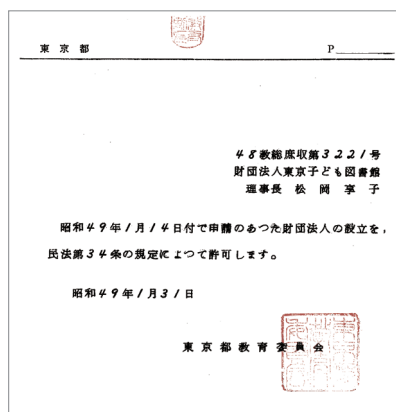 東京都 P
48教総庶収第3221号
財団法人東京子ども図書館
理事長 松岡享子
昭和49年1月14日付で申請のあつた財団法人の設立を,
民法第34条の規定によつて許可します。
昭和49年1月31日
東京都教育委員会